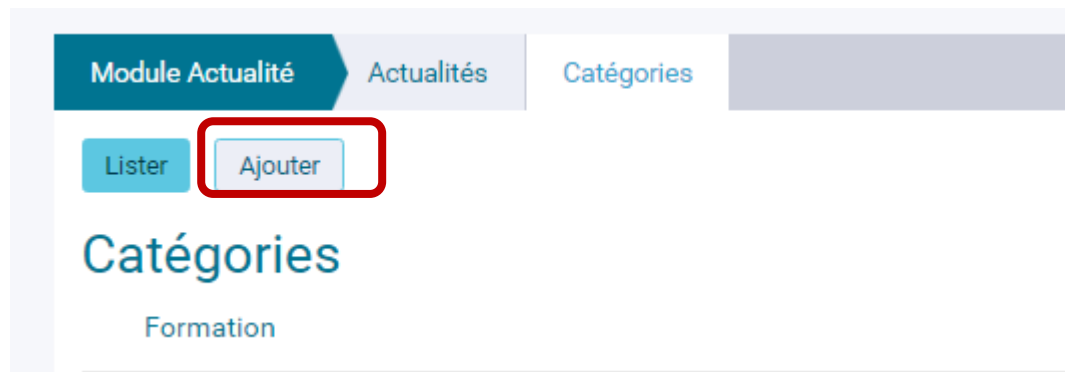 Module Actualité Actualités Catégories
Lister Ajouter
Catégories
Formation